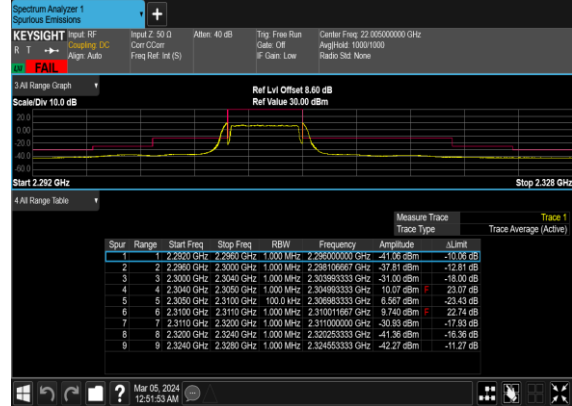 Spectrum Analyzer 1
Spurious Emissions
+
KEYSIGHT Input: RF Input Z: 50 Ω Atten: 40 dB Trig: Free Run Center Freq: 22.005000000 GHz
R T Coupling: DC Corr CCorr Gate: Off Avg|Hold: 1000/1000
Align: Auto Freq Ref: Int (S) IF Gain: Low Radio Std: None
FAIL
3 All Range Graph
Ref Lvl Offset 8.60 dB
Scale/Div 10.0 dB Ref Value 30.00 dBm
20.0
0.00
-20.0
-40.0
-60.0
Start 2.292 GHz Stop 2.328 GHz
4 All Range Table
Measure Trace Trace 1
Trace Type Trace Average (Active)
Spur Range Start Freq Stop Freq RBW Frequency Amplitude ΔLimit
1 1 2.2920 GHz 2.2960 GHz 1.000 MHz 2.296000000 GHz -41.06 dBm -10.06 dB
2 2 2.2960 GHz 2.3000 GHz 1.000 MHz 2.298106667 GHz -37.81 dBm -12.81 dB
3 3 2.3000 GHz 2.3040 GHz 1.000 MHz 2.303993333 GHz -31.00 dBm -18.00 dB
4 4 2.3040 GHz 2.3050 GHz 1.000 MHz 2.304993333 GHz 10.07 dBm F 23.07 dB
5 5 2.3050 GHz 2.3100 GHz 100.0 kHz 2.306983333 GHz 6.567 dBm -23.43 dB
6 6 2.3100 GHz 2.3110 GHz 1.000 MHz 2.310011667 GHz 9.740 dBm F 22.74 dB
7 7 2.3110 GHz 2.3200 GHz 1.000 MHz 2.311000000 GHz -30.93 dBm -17.93 dB
8 8 2.3200 GHz 2.3240 GHz 1.000 MHz 2.320253333 GHz -41.36 dBm -16.36 dB
9 9 2.3240 GHz 2.3280 GHz 1.000 MHz 2.324553333 GHz -42.27 dBm -11.27 dB
? Mar 05, 2024
12:51:53 AM